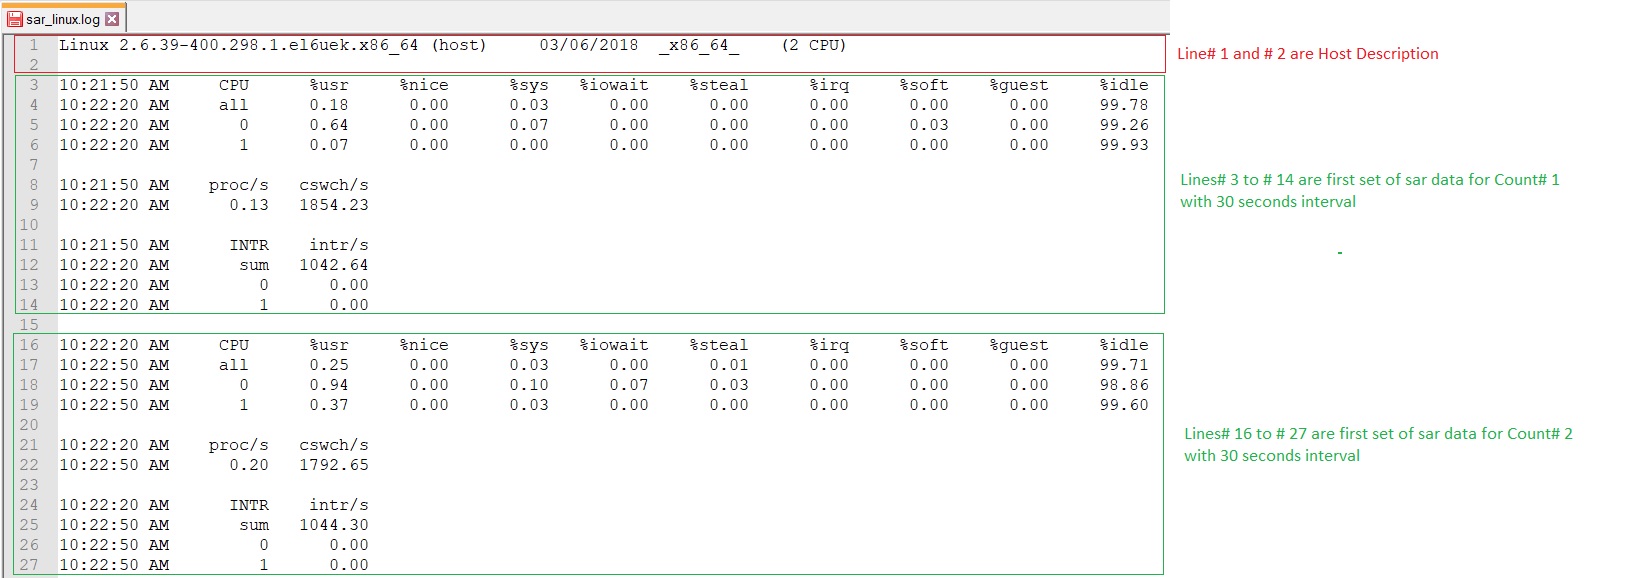 sar_linux.log
1 Linux 2.6.39-400.298.1.el6uek.x86_64 (host) 03/06/2018 _x86_64_ (2 CPU)
2
Line# 1 and # 2 are Host Description
3 10:21:50 AM CPU %usr %nice %sys %iowait %steal %irq %soft %guest %idle
4 10:22:20 AM all 0.18 0.00 0.03 0.00 0.00 0.00 0.00 0.00 99.78
5 10:22:20 AM 0 0.64 0.00 0.07 0.00 0.00 0.00 0.03 0.00 99.26
6 10:22:20 AM 1 0.07 0.00 0.00 0.00 0.00 0.00 0.00 0.00 99.93
7
8 10:21:50 AM proc/s cswch/s
9 10:22:20 AM 0.13 1854.23
10
11 10:21:50 AM INTR intr/s
12 10:22:20 AM sum 1042.64
13 10:22:20 AM 0 0.00
14 10:22:20 AM 1 0.00
Lines# 3 to # 14 are first set of sar data for Count# 1
with 30 seconds interval
15
16 10:22:20 AM CPU %usr %nice %sys %iowait %steal %irq %soft %guest %idle
17 10:22:50 AM all 0.25 0.00 0.03 0.00 0.01 0.00 0.00 0.00 99.71
18 10:22:50 AM 0 0.94 0.00 0.10 0.07 0.03 0.00 0.00 0.00 98.86
19 10:22:50 AM 1 0.37 0.00 0.03 0.00 0.00 0.00 0.00 0.00 99.60
20
21 10:22:20 AM proc/s cswch/s
22 10:22:50 AM 0.20 1792.65
23
24 10:22:20 AM INTR intr/s
25 10:22:50 AM sum 1044.30
26 10:22:50 AM 0 0.00
27 10:22:50 AM 1 0.00
Lines# 16 to # 27 are first set of sar data for Count# 2
with 30 seconds interval